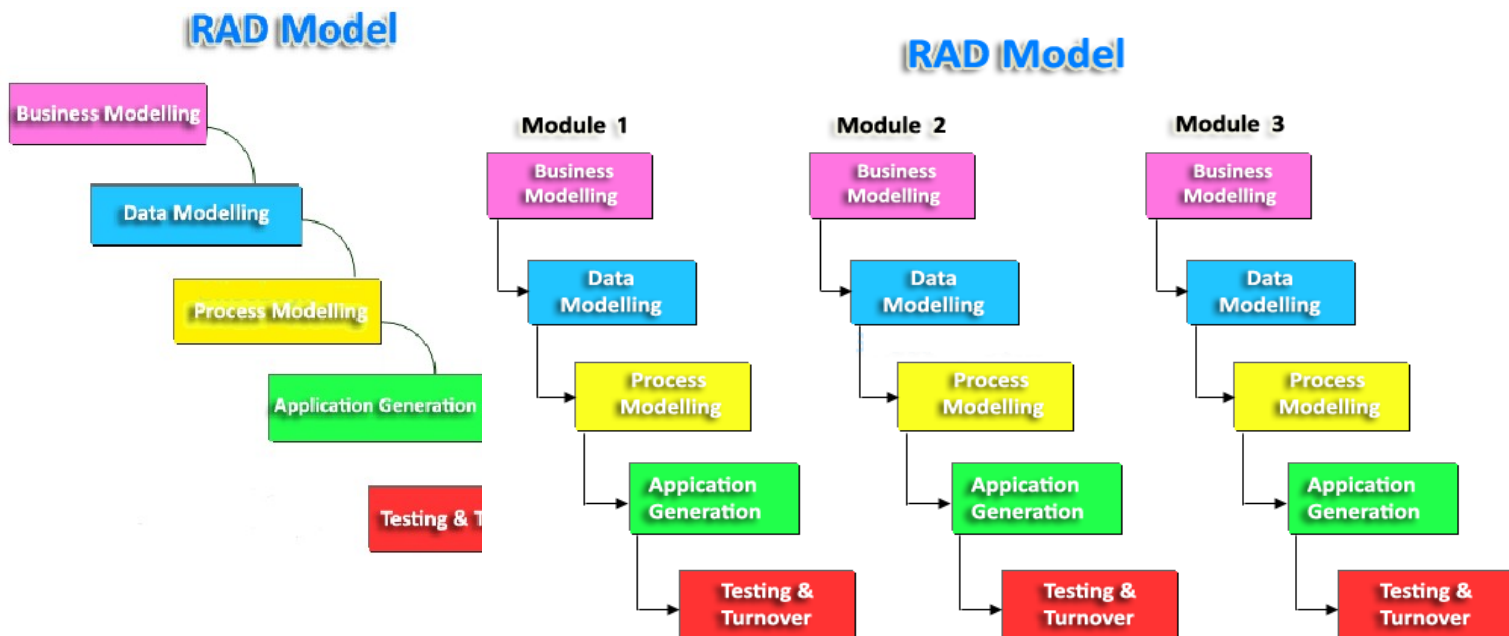 RAD Model
Business Modelling
Data Modelling
Process Modelling
Application Generation
Testing &
RAD Model
Module 1
Business
Modelling
Data
Modelling
Process
Modelling
Appication
Generation
Testing &
Turnover
Module 2
Business
Modelling
Data
Modelling
Process
Modelling
Appication
Generation
Testing &
Turnover
Module 3
Business
Modelling
Data
Modelling
Process
Modelling
Appication
Generation
Testing &
Turnover